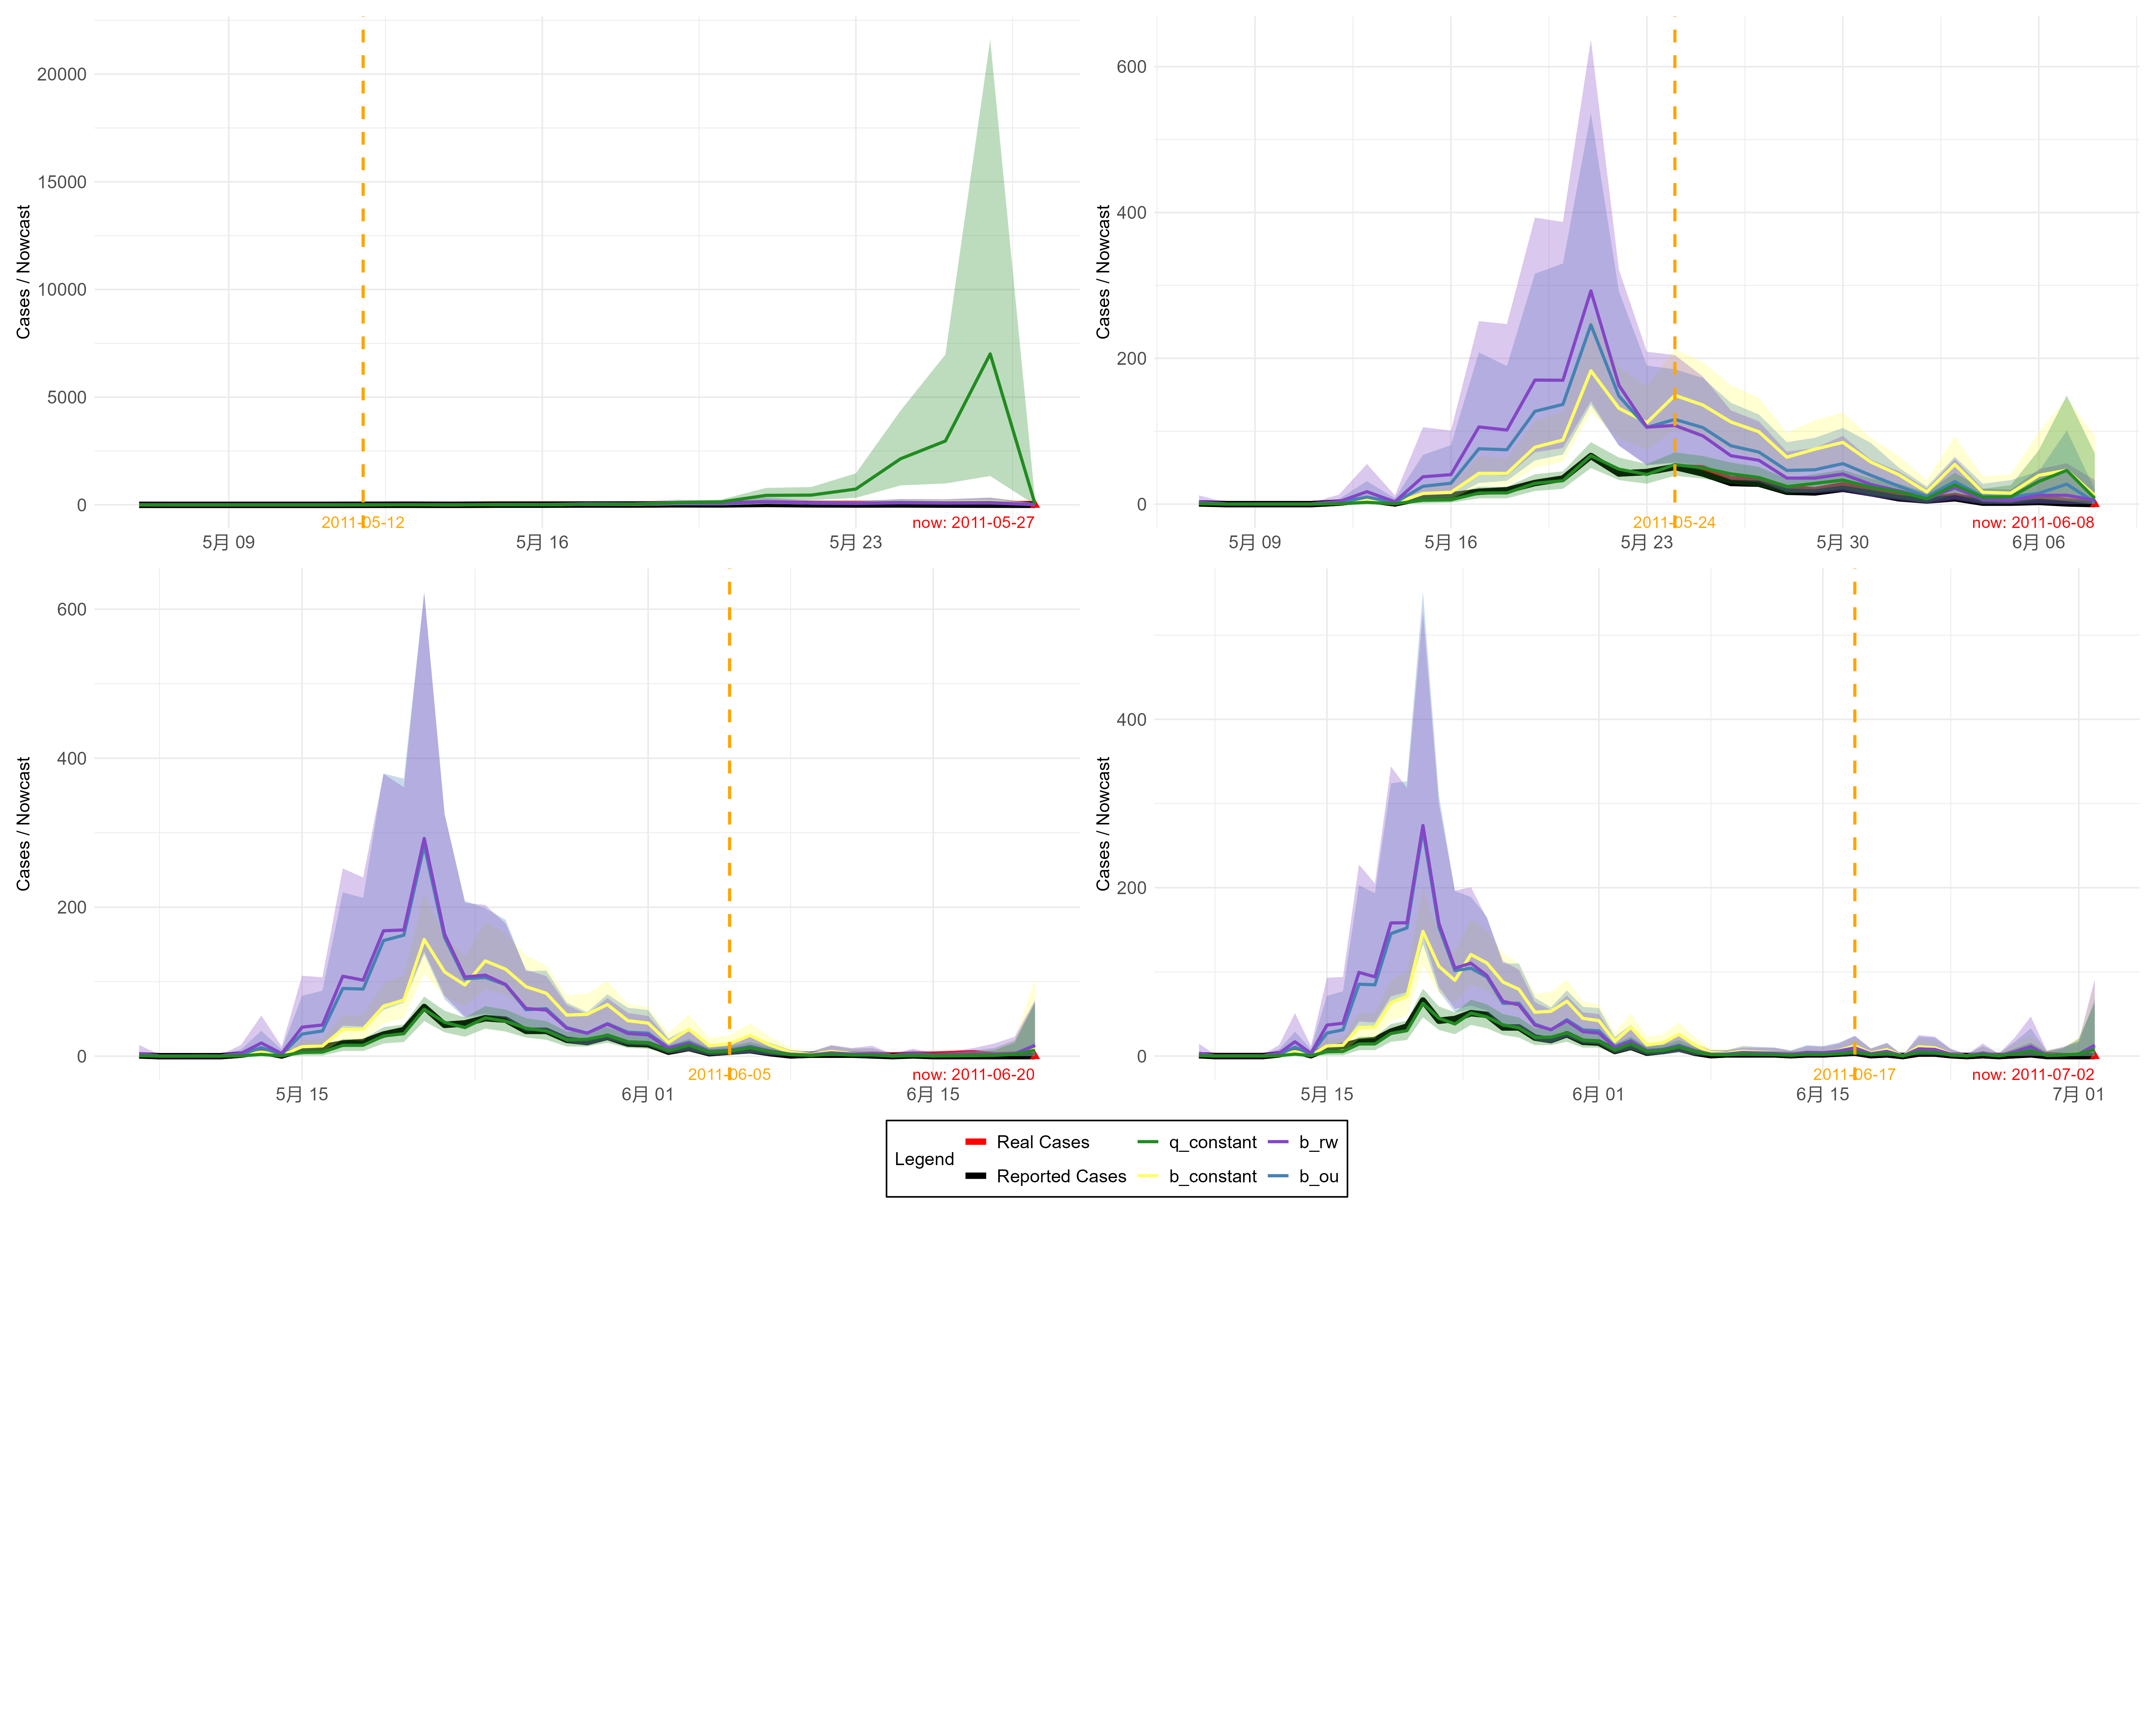 Cases / Nowcast
20000
15000
10000
5000
0
2011-05-12
now: 2011-05-27
5月 09
5月 16
5月 23
Cases / Nowcast
600
400
200
0
2011-05-24
now: 2011-06-08
5月 09
5月 16
5月 23
5月 30
6月 06
Cases / Nowcast
600
400
200
0
2011-06-05
now: 2011-06-20
5月 15
6月 01
6月 15
Cases / Nowcast
400
200
0
2011-06-17
now: 2011-07-02
5月 15
6月 01
6月 15
7月 01
Legend
Real Cases
Reported Cases
q_constant
b_constant
b_rw
b_ou